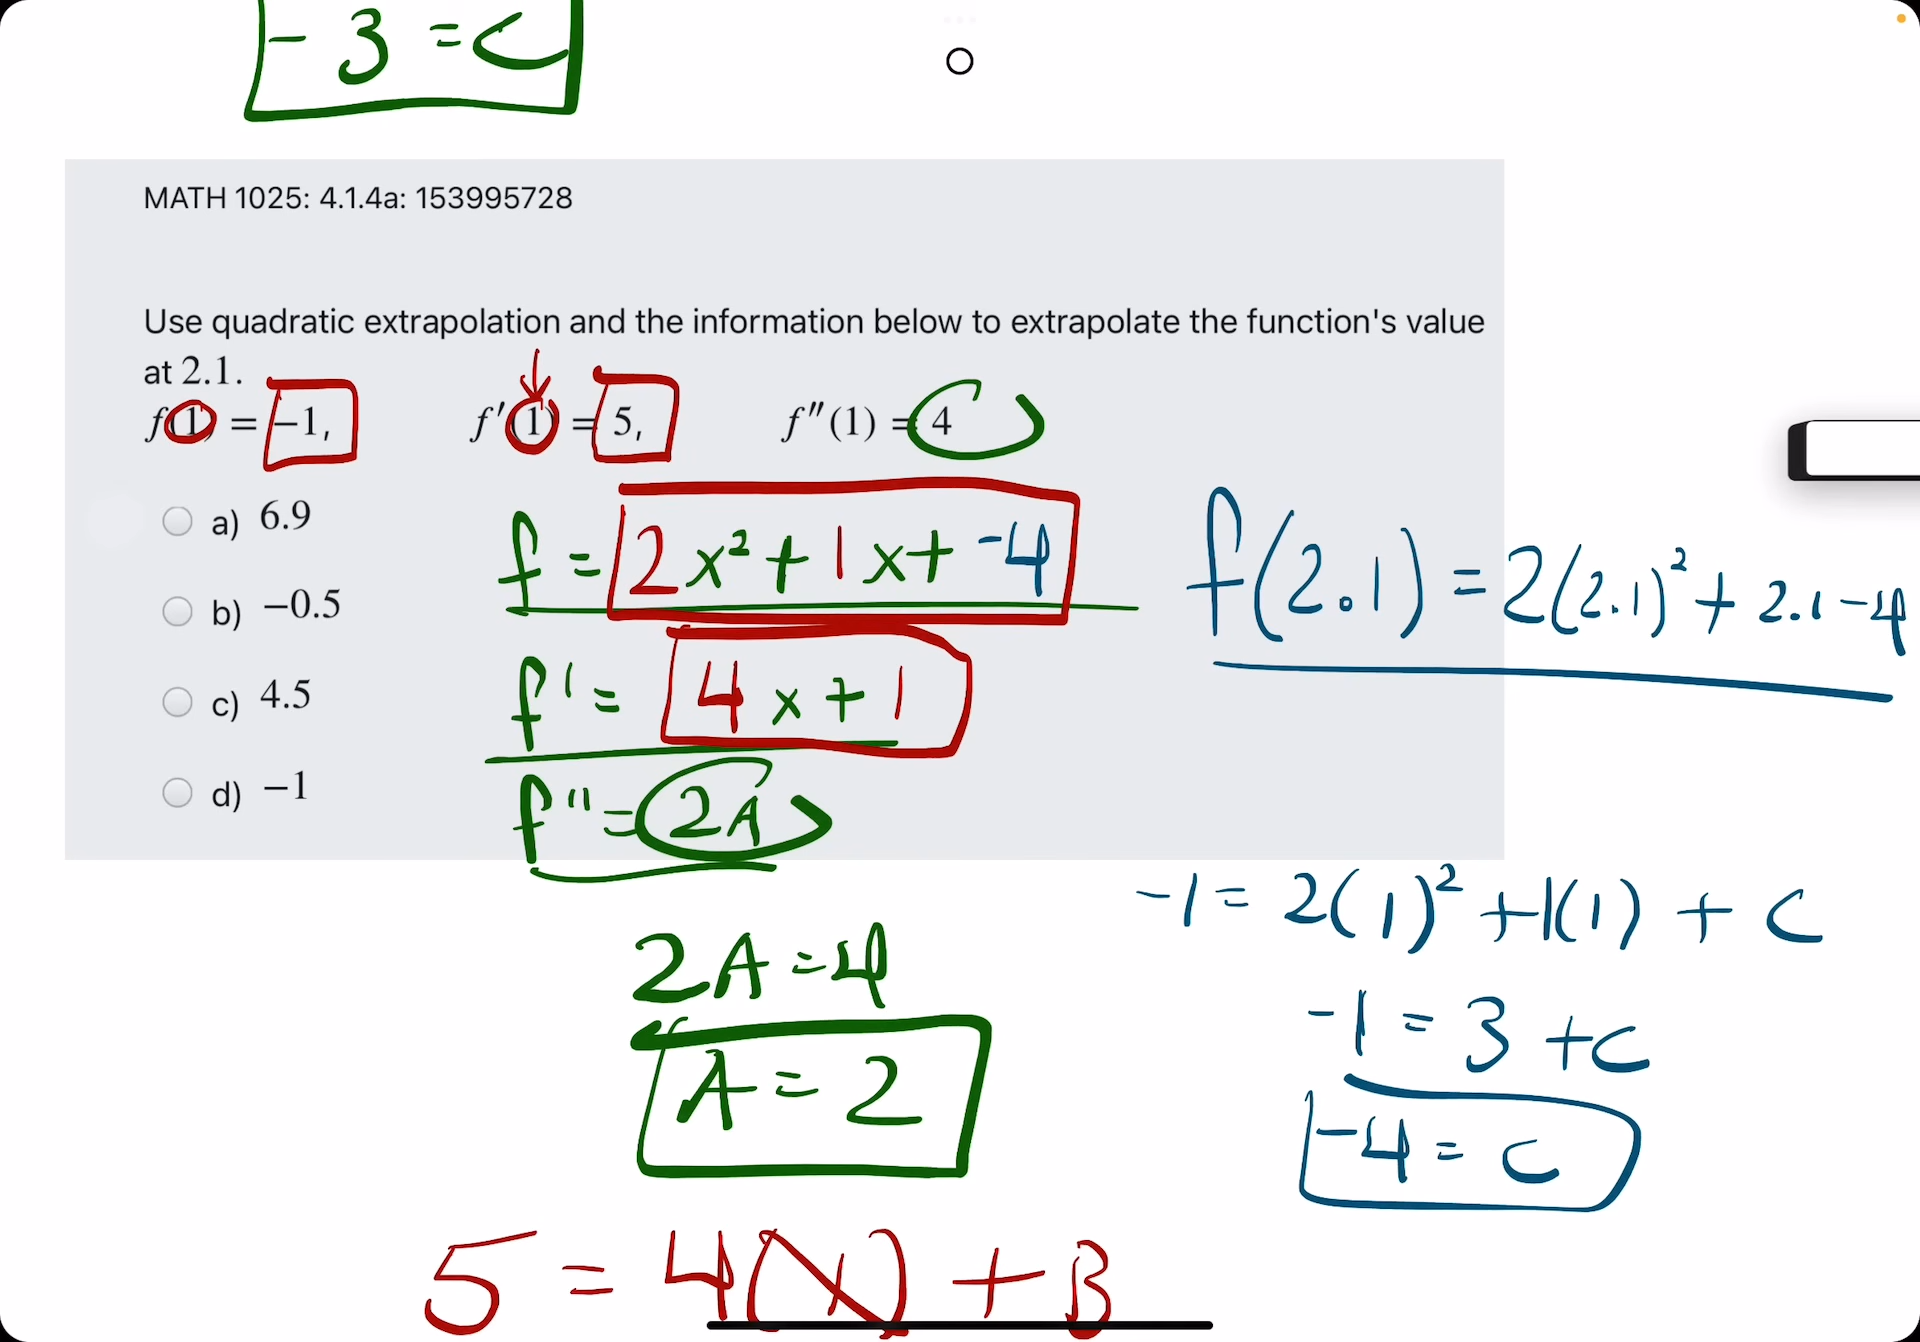 -3 = C
MATH 1025: 4.1.4a: 153995728
Use quadratic extrapolation and the information below to extrapolate the function's value
at 2.1.
f(1) = −1, f′(1) = 5, f″(1) = 4
a) 6.9
b) −0.5
c) 4.5
d) −1
f = 2x² + 1x + -4
f' = 4x + 1
f" = 2A
2A = 4
A = 2
5 = 4(1) + B
f(2.1) = 2(2.1)² + 2.1 - 4
-1 = 2(1)² + 1(1) + C
-1 = 3 + C
-4 = C